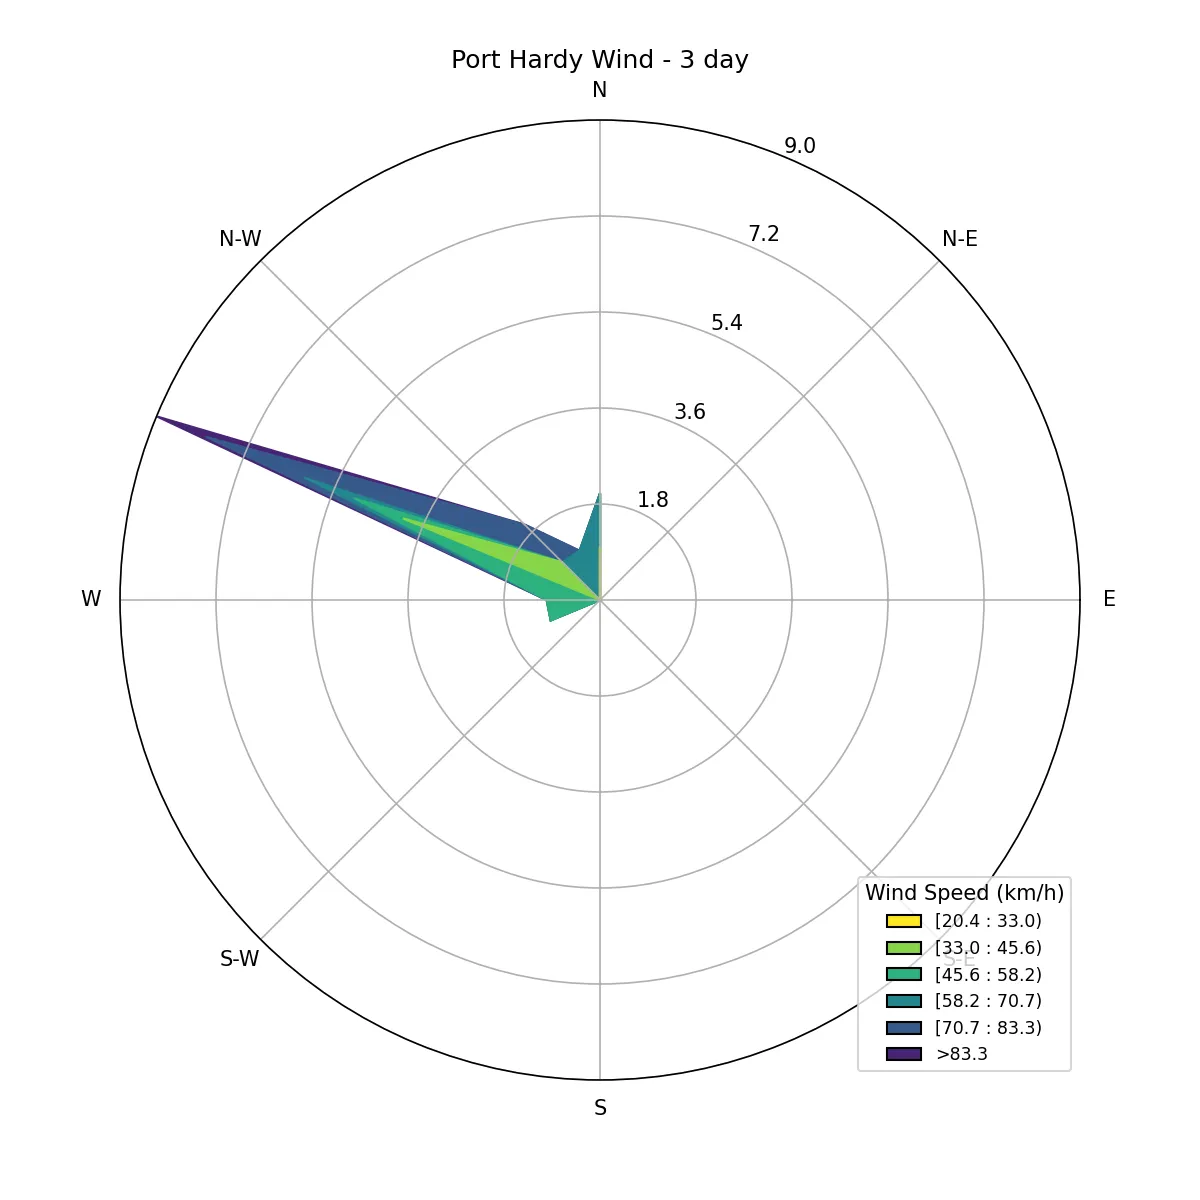 Port Hardy Wind - 3 day
N
9.0
N-W
7.2
N-E
5.4
3.6
1.8
W
E
S-W
S-E
S
Wind Speed (km/h)
[20.4 : 33.0)
[33.0 : 45.6)
[45.6 : 58.2)
[58.2 : 70.7)
[70.7 : 83.3)
>83.3